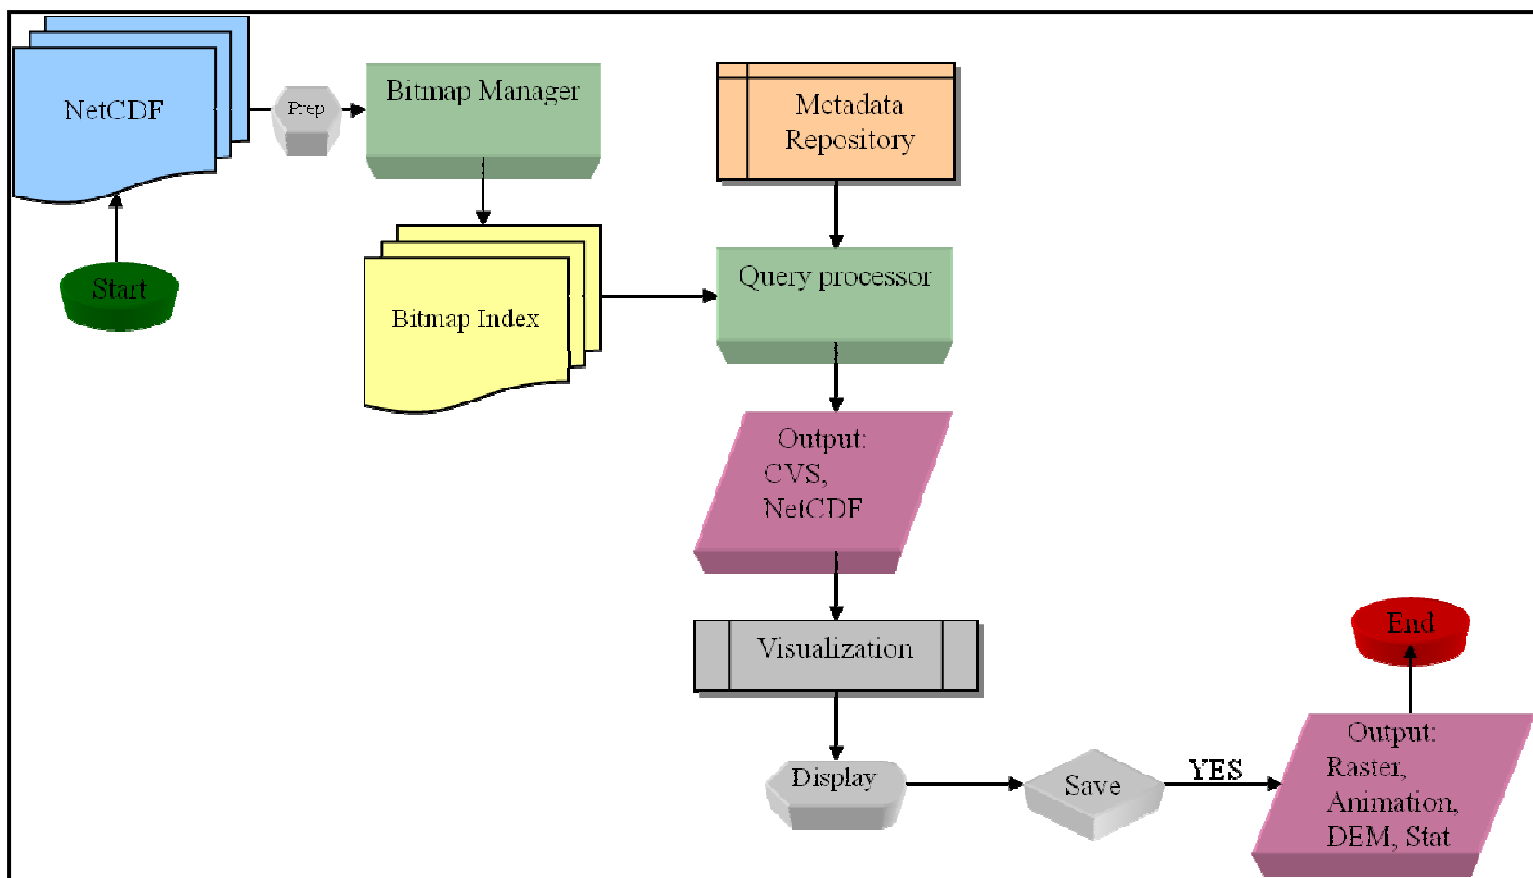 NetCDF
Prep
Bitmap Manager
Metadata
Repository
Start
Bitmap Index
Query processor
Output:
CVS,
NetCDF
Visualization
Display
Save
YES
Output:
Raster,
Animation,
DEM, Stat
End